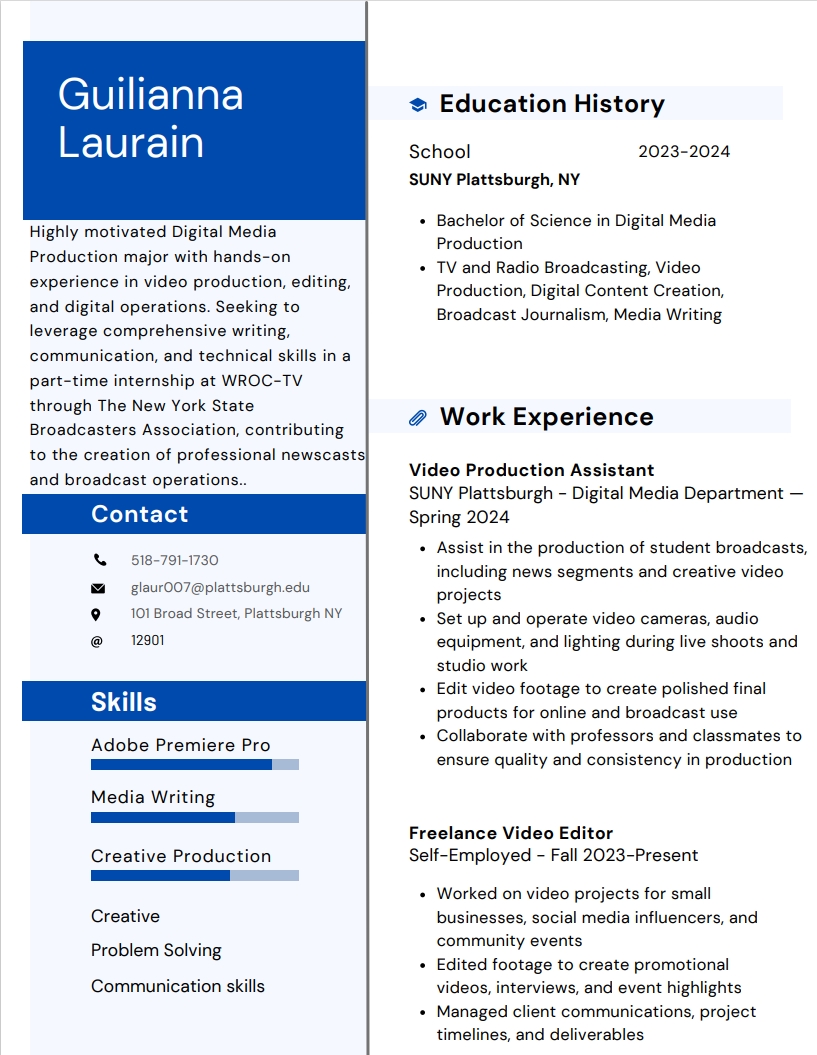 Guilianna
Laurain
Highly motivated Digital Media
Production major with hands-on
experience in video production, editing,
and digital operations. Seeking to
leverage comprehensive writing,
communication, and technical skills in a
part-time internship at WROC-TV
through The New York State
Broadcasters Association, contributing
to the creation of professional newscasts
and broadcast operations..
Contact
518-791-1730
glaur007@plattsburgh.edu
101 Broad Street, Plattsburgh NY
@ 12901
Skills
Adobe Premiere Pro
Media Writing
Creative Production
Creative
Problem Solving
Communication skills
Education History
School 2023-2024
SUNY Plattsburgh, NY
• Bachelor of Science in Digital Media
Production
• TV and Radio Broadcasting, Video
Production, Digital Content Creation,
Broadcast Journalism, Media Writing
Work Experience
Video Production Assistant
SUNY Plattsburgh - Digital Media Department —
Spring 2024
• Assist in the production of student broadcasts,
including news segments and creative video
projects
• Set up and operate video cameras, audio
equipment, and lighting during live shoots and
studio work
• Edit video footage to create polished final
products for online and broadcast use
• Collaborate with professors and classmates to
ensure quality and consistency in production
Freelance Video Editor
Self-Employed - Fall 2023-Present
• Worked on video projects for small
businesses, social media influencers, and
community events
• Edited footage to create promotional
videos, interviews, and event highlights
• Managed client communications, project
timelines, and deliverables